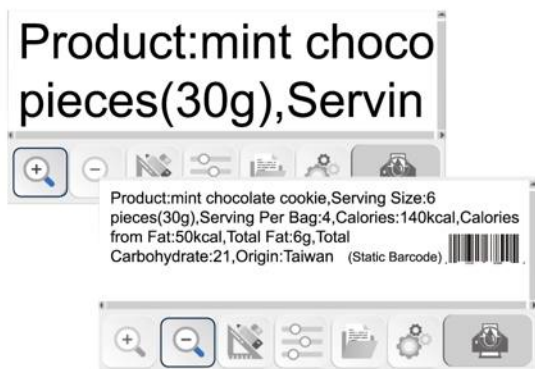 Product:mint choco
pieces(30g),Servin
Product:mint chocolate cookie,Serving Size:6
pieces(30g),Serving Per Bag:4,Calories:140kcal,Calories
from Fat:50kcal,Total Fat:6g,Total
Carbohydrate:21,Origin:Taiwan (Static Barcode)